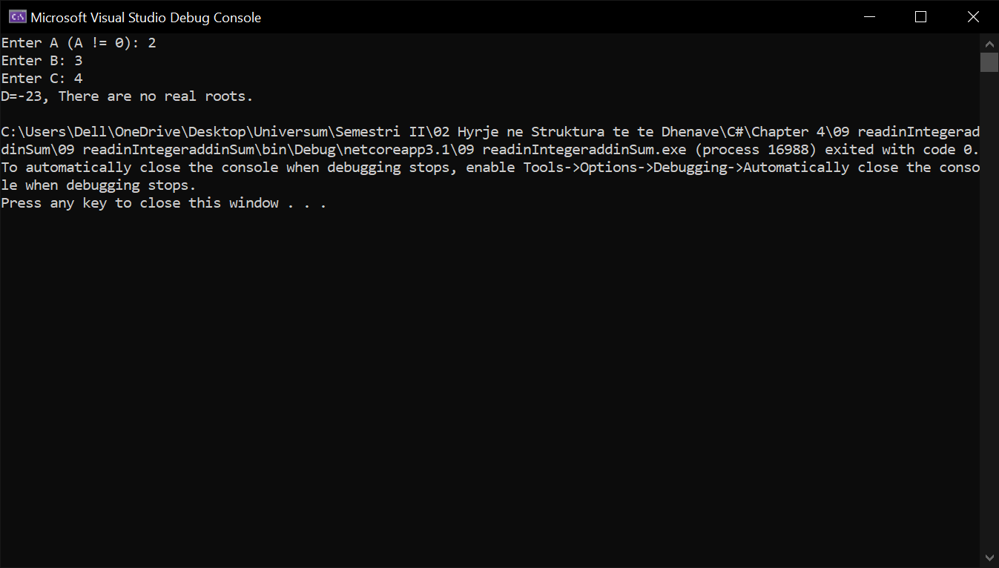 Microsoft Visual Studio Debug Console
Enter A (A != 0): 2
Enter B: 3
Enter C: 4
D=-23, There are no real roots.
C:\Users\Dell\OneDrive\Desktop\Universum\Semestri II\02 Hyrje ne Struktura te te Dhenave\C#\Chapter 4\09 readinIntegerad
dinSum\09 readinIntegeraddinSum\bin\Debug\netcoreapp3.1\09 readinIntegeraddinSum.exe (process 16988) exited with code 0.
To automatically close the console when debugging stops, enable Tools->Options->Debugging->Automatically close the conso
le when debugging stops.
Press any key to close this window . . .